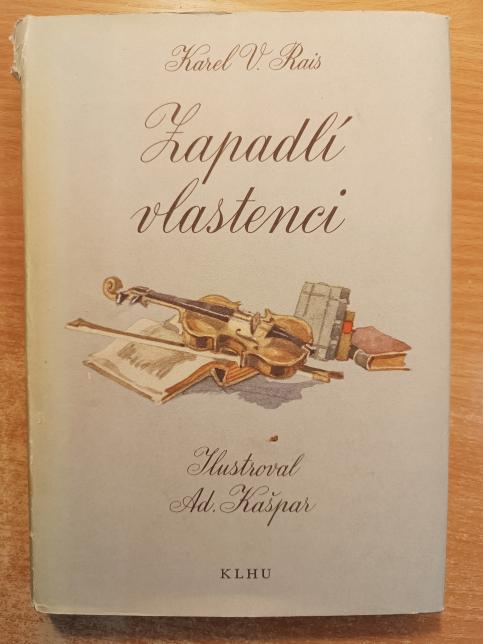 Karel V. Rais
Zapadlí
vlastenci
Ilustroval
Ad. Kašpar
KLHU